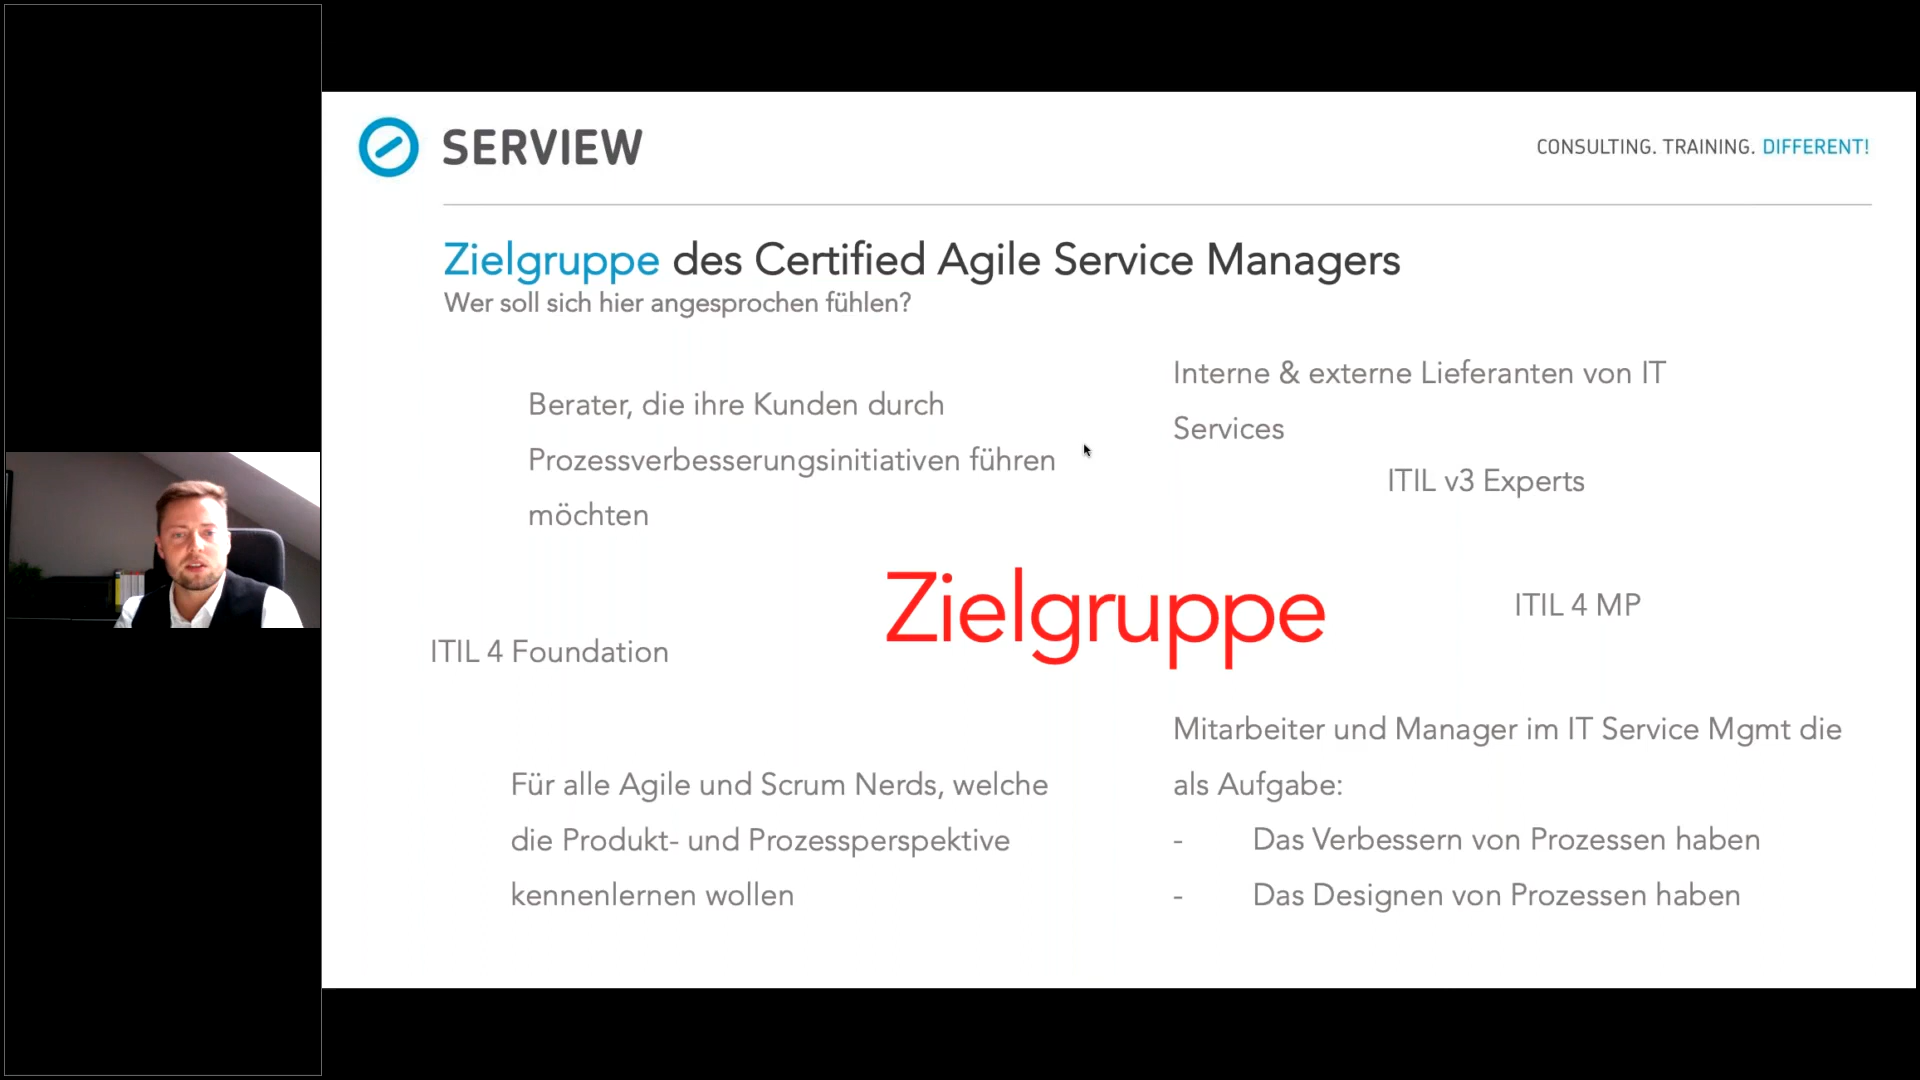 SERVIEW
CONSULTING. TRAINING. DIFFERENT!
Zielgruppe des Certified Agile Service Managers
Wer soll sich hier angesprochen fühlen?
Berater, die ihre Kunden durch
Prozessverbesserungsinitiativen führen
möchten
Interne & externe Lieferanten von IT
Services
ITIL v3 Experts
Zielgruppe
ITIL 4 MP
ITIL 4 Foundation
Für alle Agile und Scrum Nerds, welche
die Produkt- und Prozessperspektive
kennenlernen wollen
Mitarbeiter und Manager im IT Service Mgmt die
als Aufgabe:
- Das Verbessern von Prozessen haben
- Das Designen von Prozessen haben